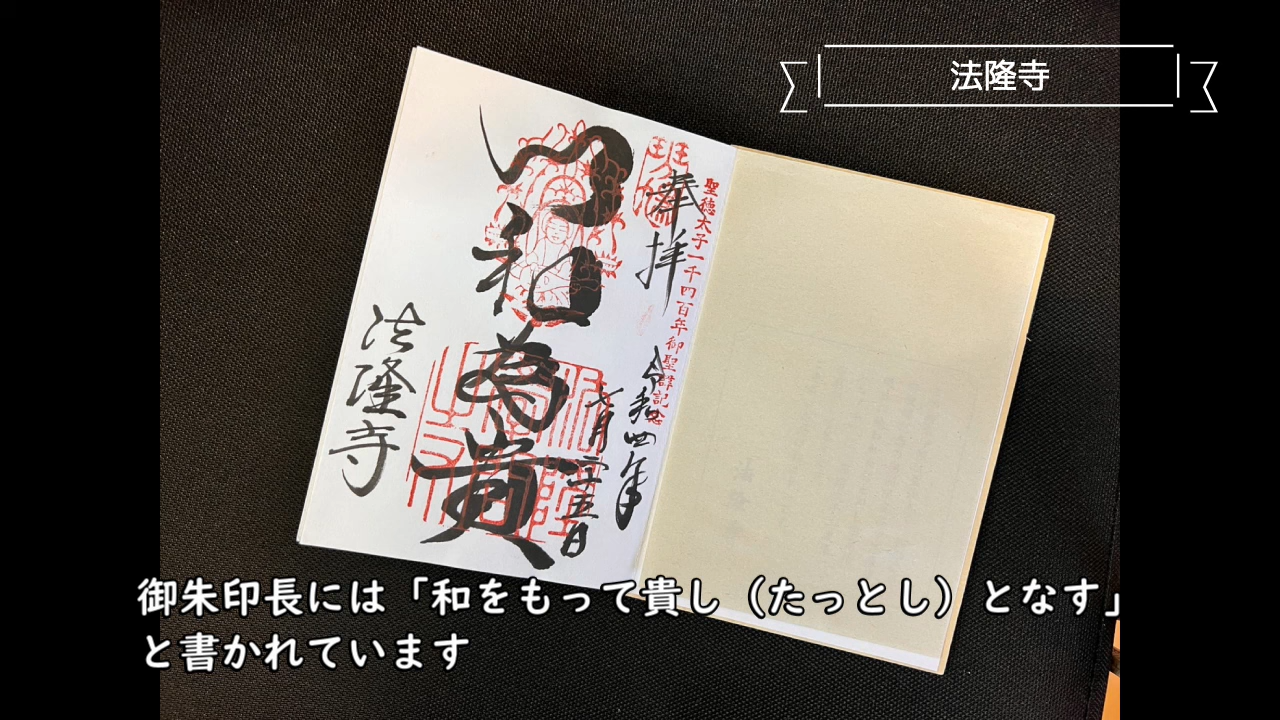 法隆寺
聖徳太子一千四百年御聖諱記念
奉拝
令和四年
七月二十五日
以和為貴
法隆寺
御朱印長には「和をもって貴し（たっとし）となす」
と書かれています